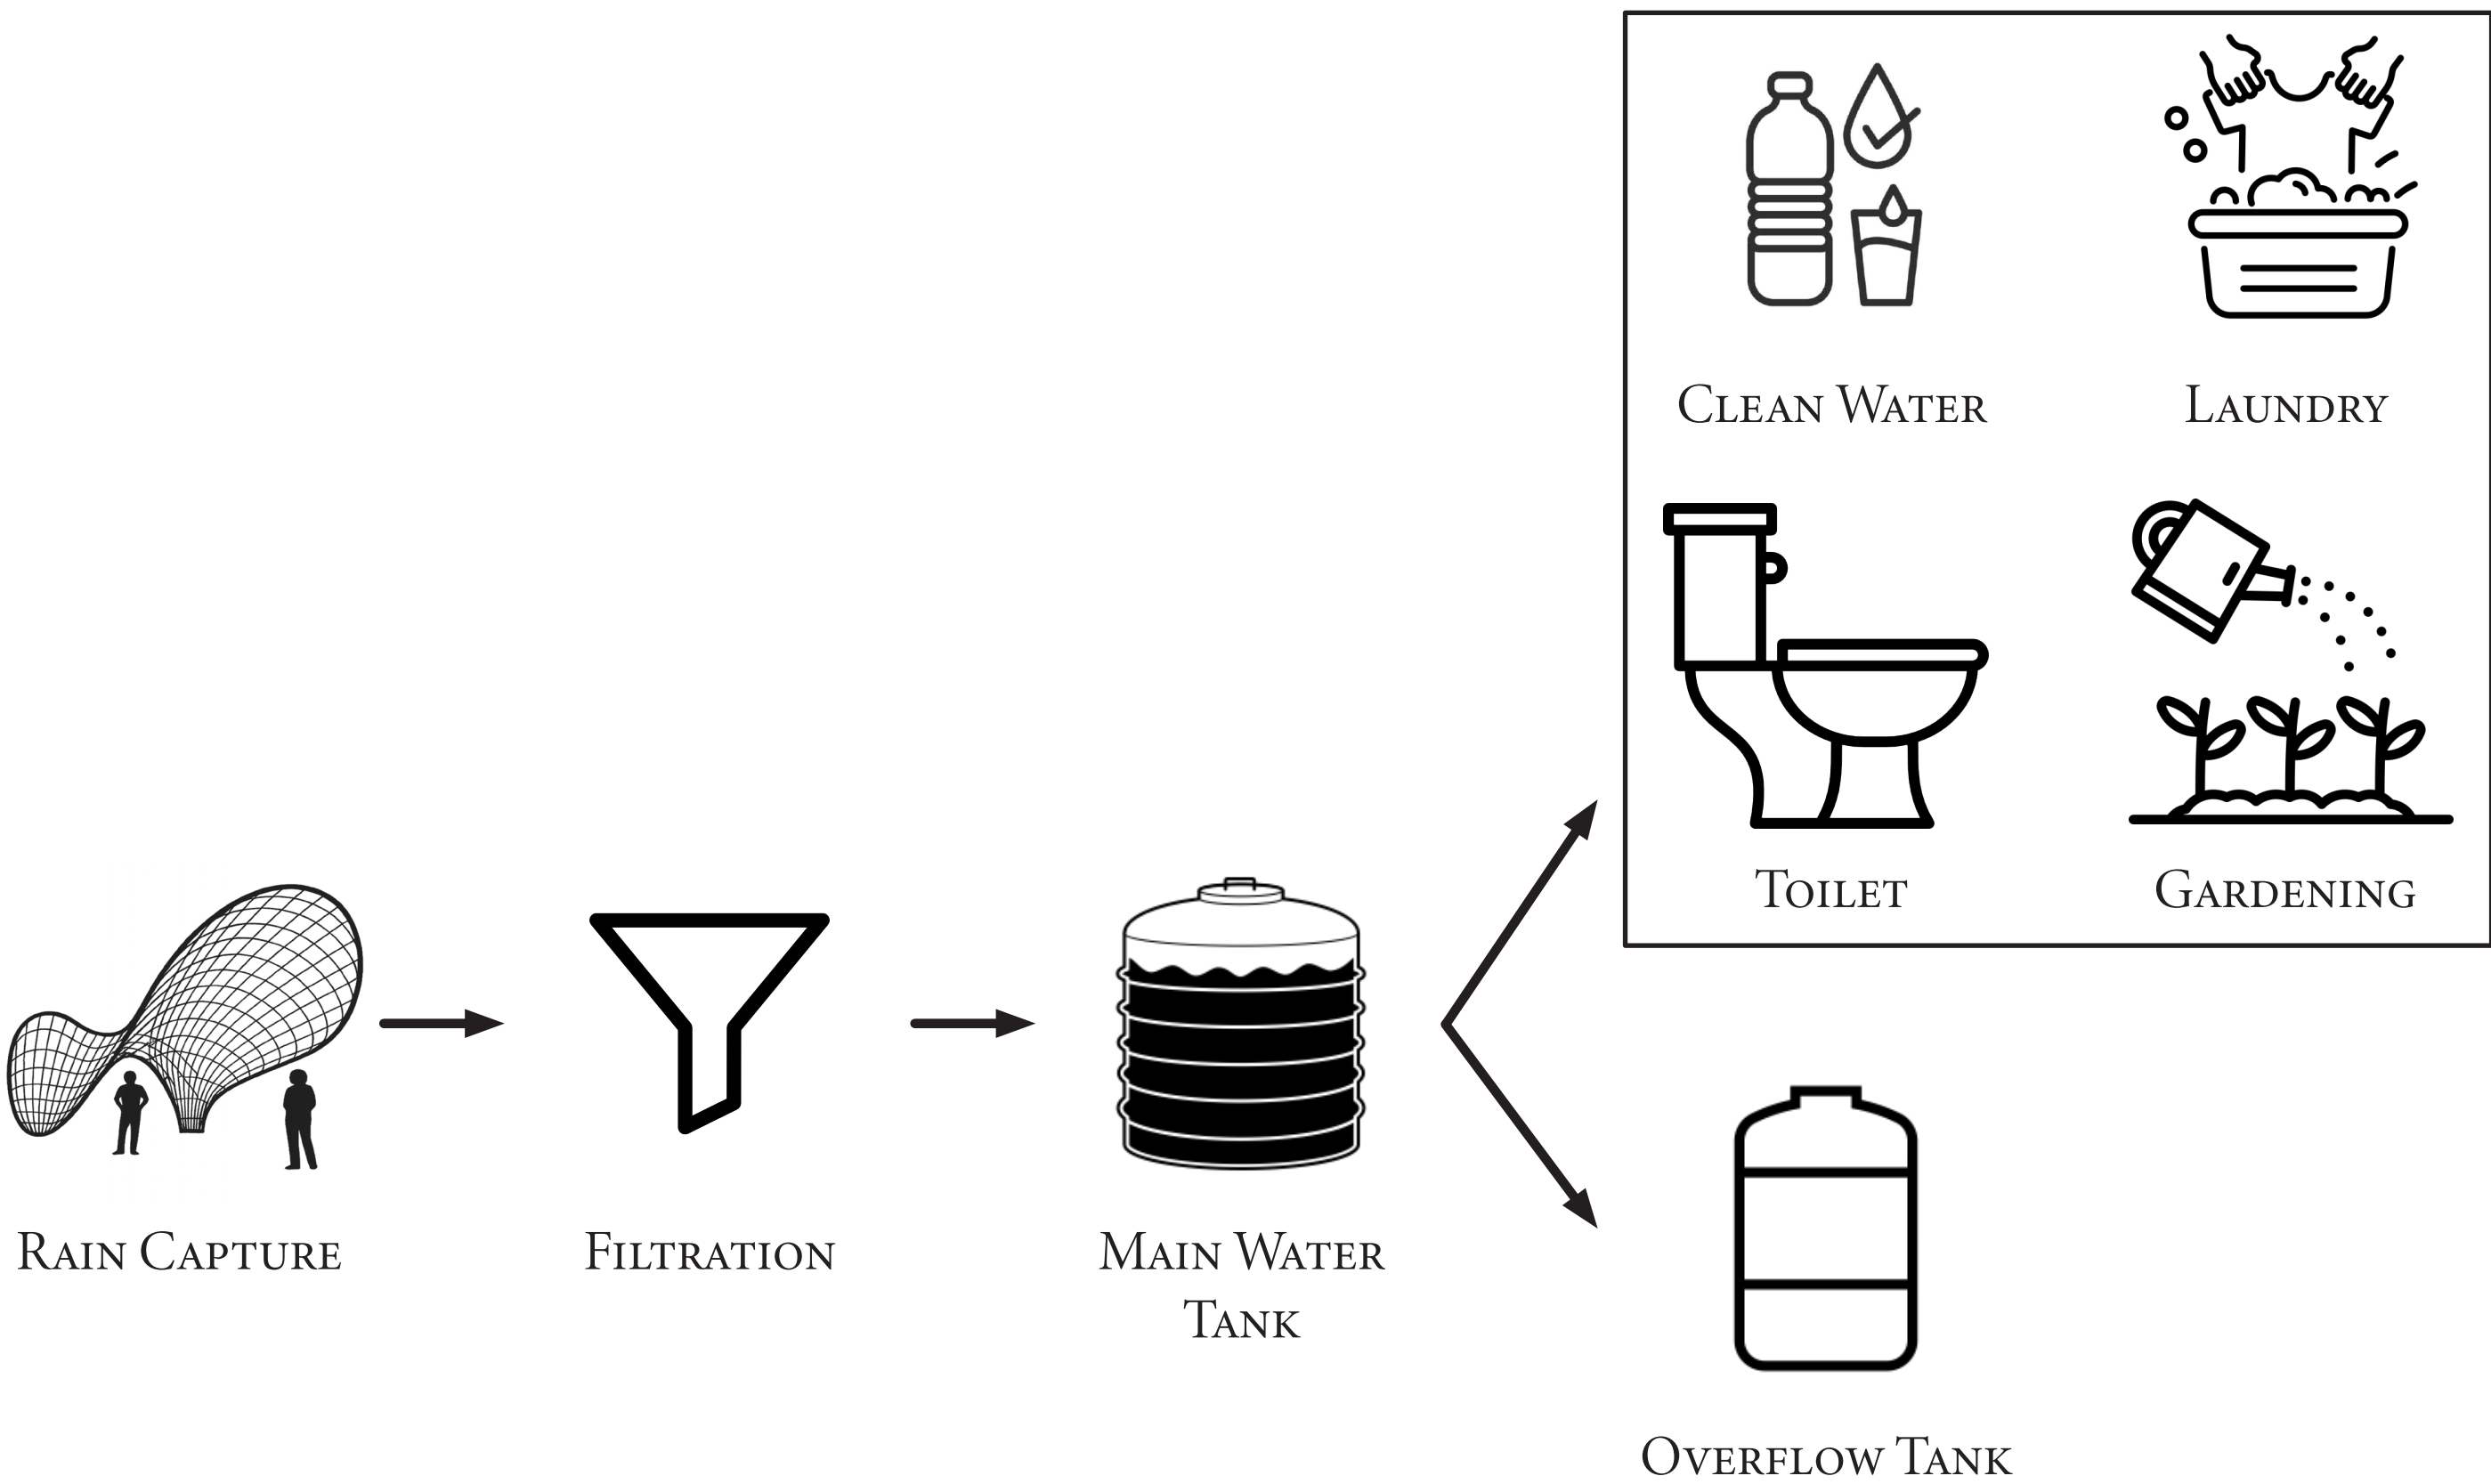 Clean Water
Laundry
Toilet
Gardening
Rain Capture
Filtration
Main Water
Tank
Overflow Tank